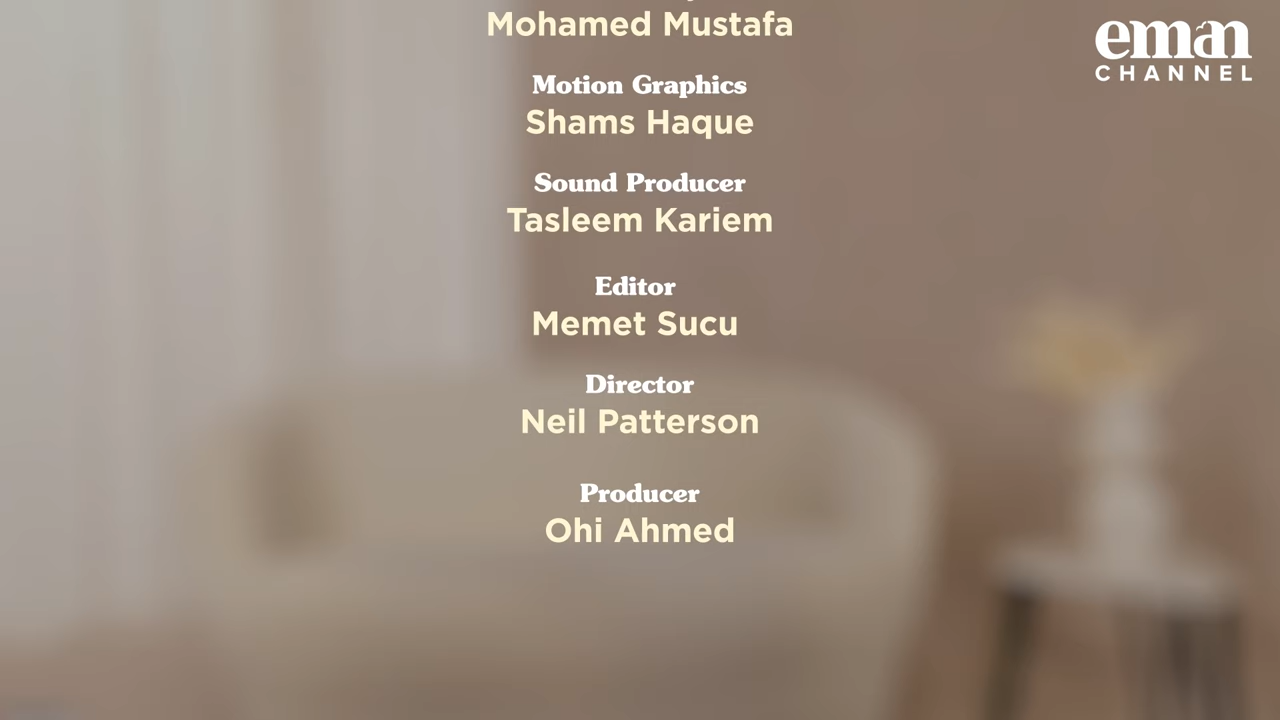 Mohamed Mustafa
eman
CHANNEL
Motion Graphics
Shams Haque
Sound Producer
Tasleem Kariem
Editor
Memet Sucu
Director
Neil Patterson
Producer
Ohi Ahmed